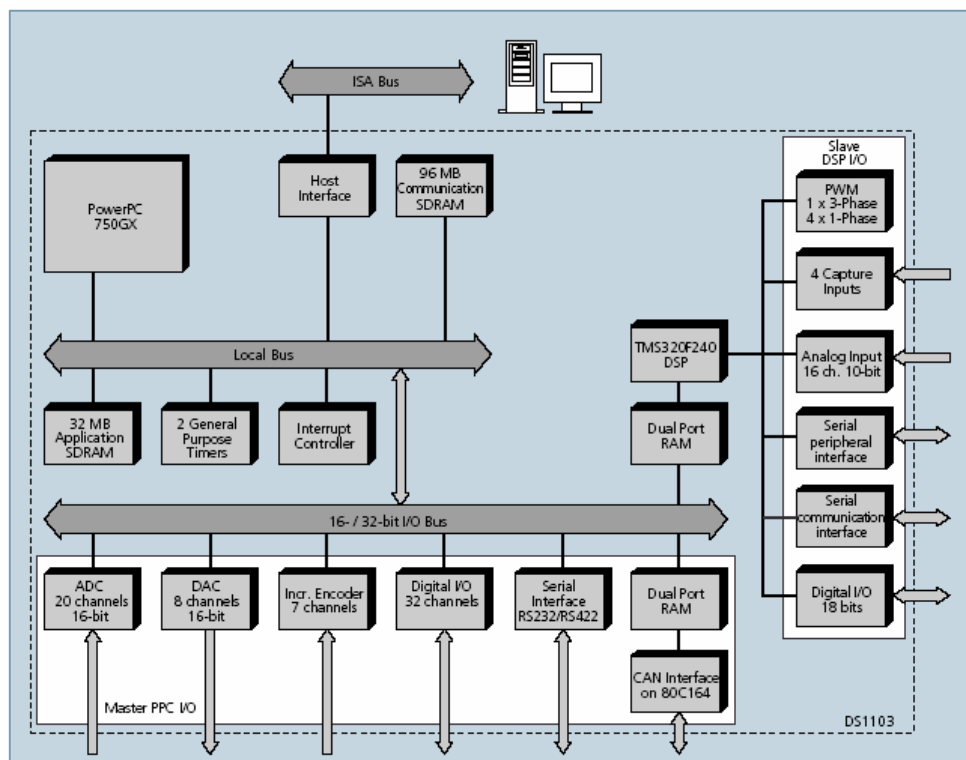 ISA Bus
Slave
DSP I/O
PowerPC
750GX
Host
Interface
96 MB
Communication
SDRAM
PWM
1 x 3-Phase
4 x 1-Phase
4 Capture
Inputs
Local Bus
TMS320F240
DSP
Analog Input
16 ch. 10-bit
32 MB
Application
SDRAM
2 General
Purpose
Timers
Interrupt
Controller
Dual Port
RAM
Serial
peripheral
interface
16- / 32-bit I/O Bus
Serial
communication
interface
ADC
20 channels
16-bit
DAC
8 channels
16-bit
Incr. Encoder
7 channels
Digital I/O
32 channels
Serial
Interface
RS232/RS422
Dual Port
RAM
Digital I/O
18 bits
CAN Interface
on 80C164
Master PPC I/O
DS1103